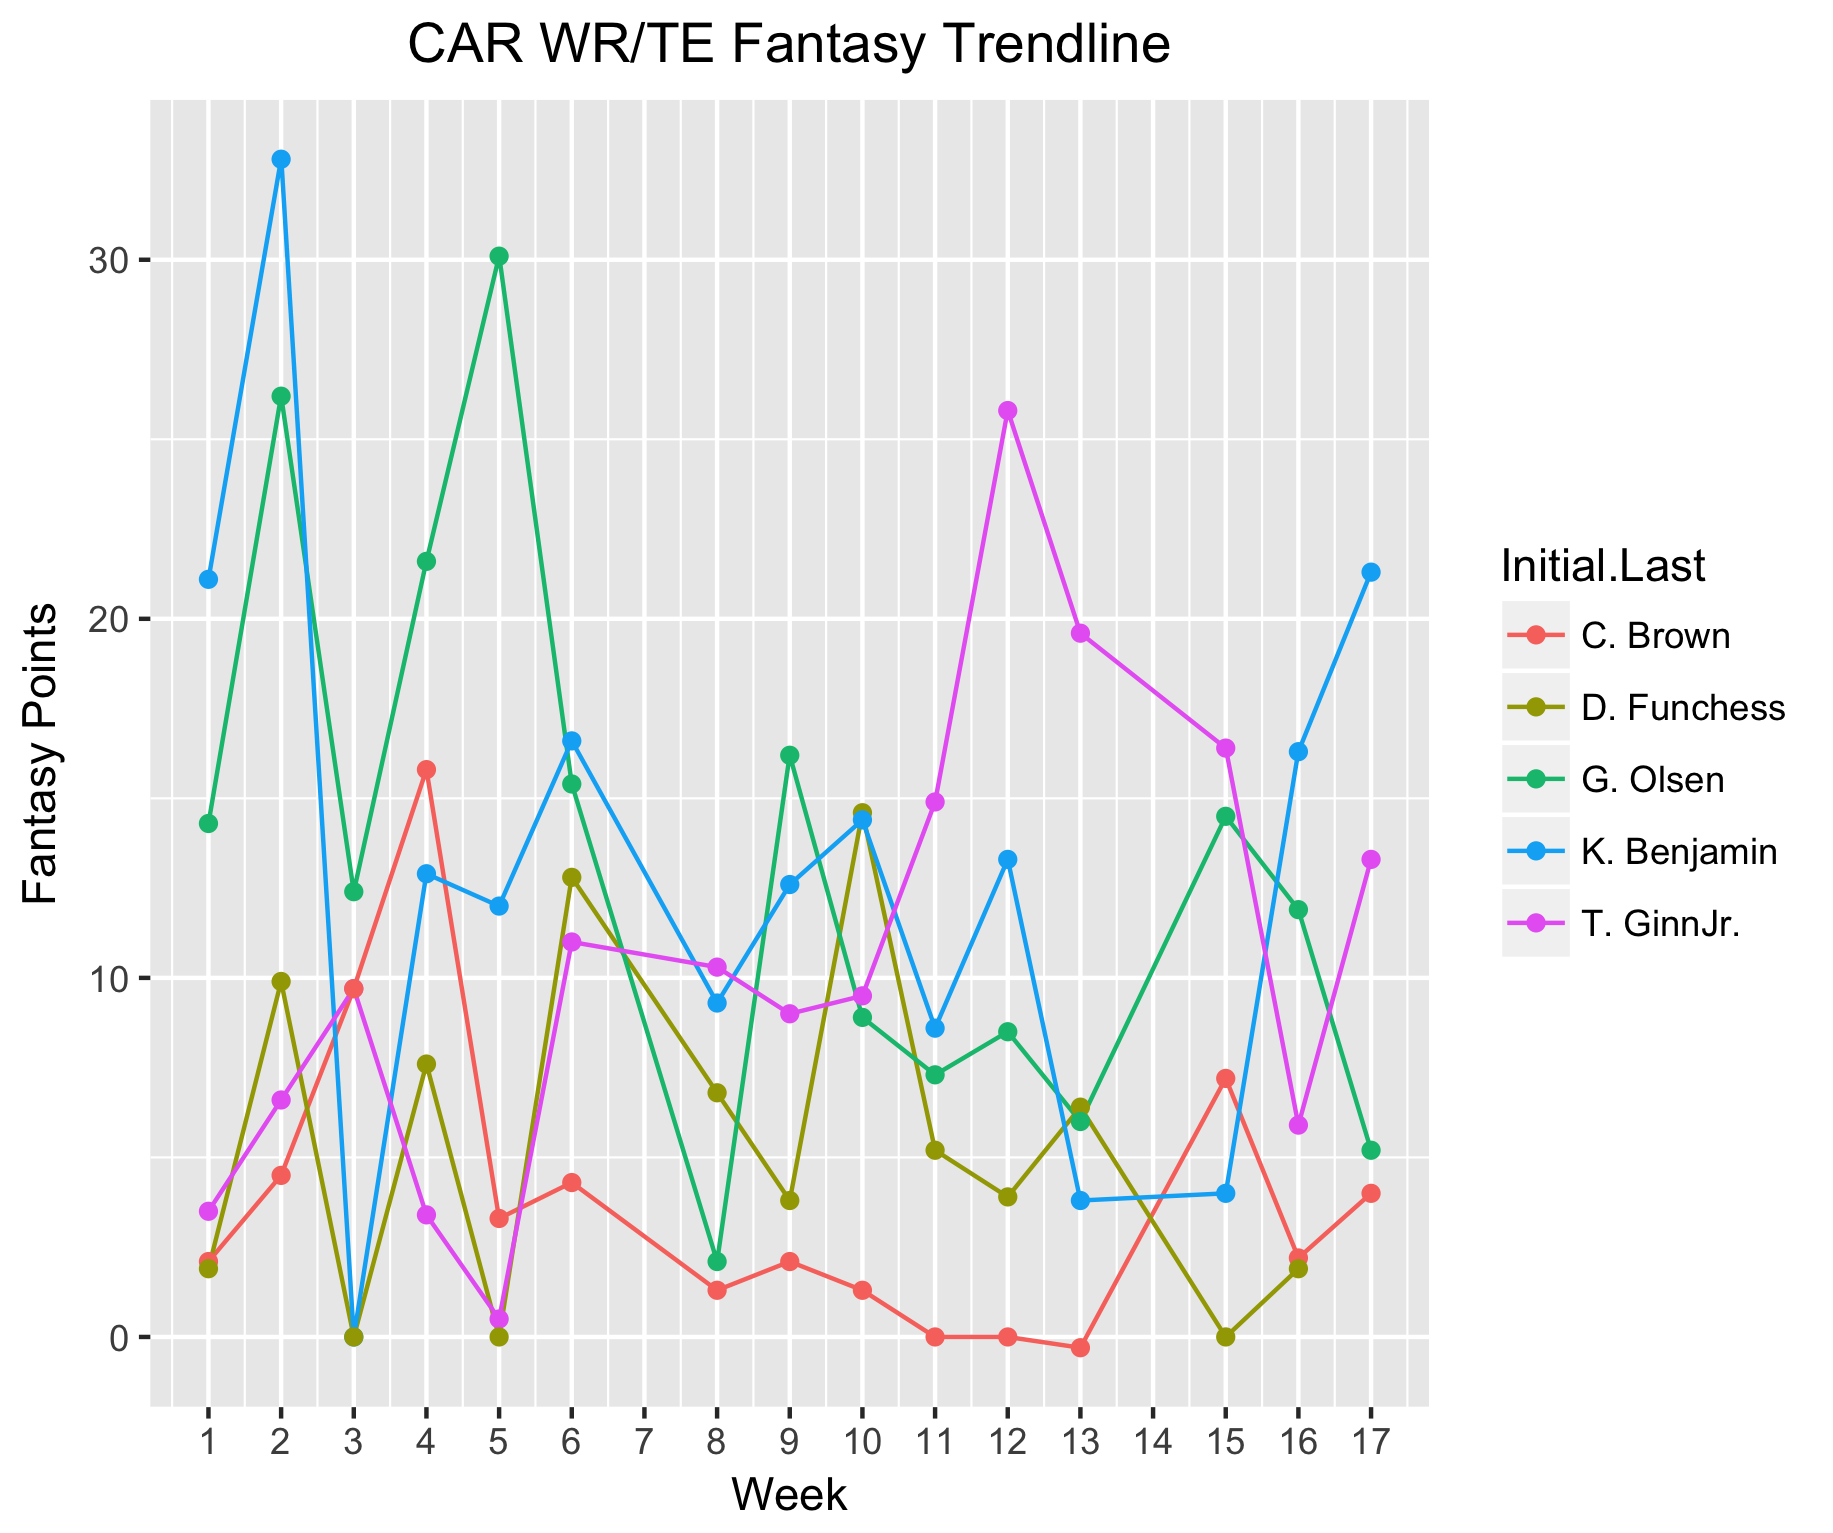 CAR WR/TE Fantasy Trendline
Fantasy Points
30
20
10
0
1 2 3 4 5 6 7 8 9 10 11 12 13 14 15 16 17
Week
Initial.Last
C. Brown
D. Funchess
G. Olsen
K. Benjamin
T. GinnJr.